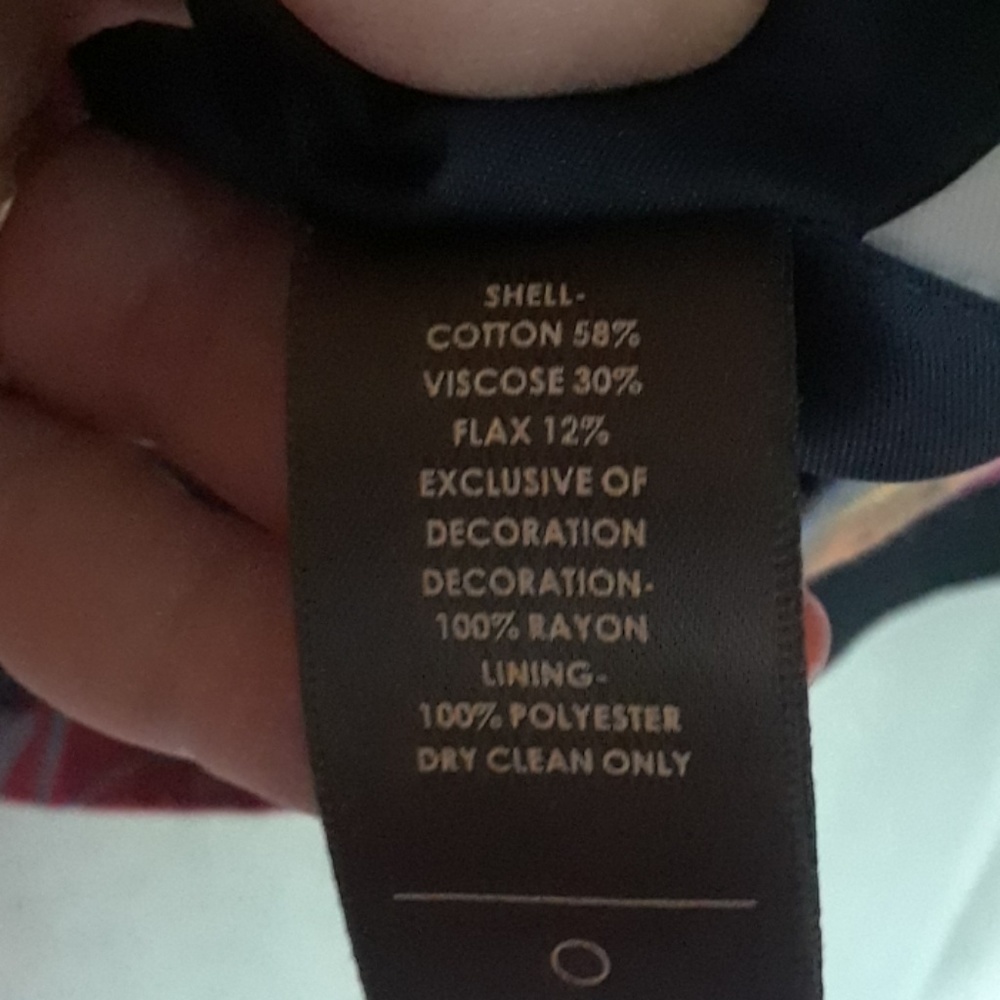 SHELL-
COTTON 58%
VISCOSE 30%
FLAX 12%
EXCLUSIVE OF
DECORATION
DECORATION-
100% RAYON
LINING-
100% POLYESTER
DRY CLEAN ONLY